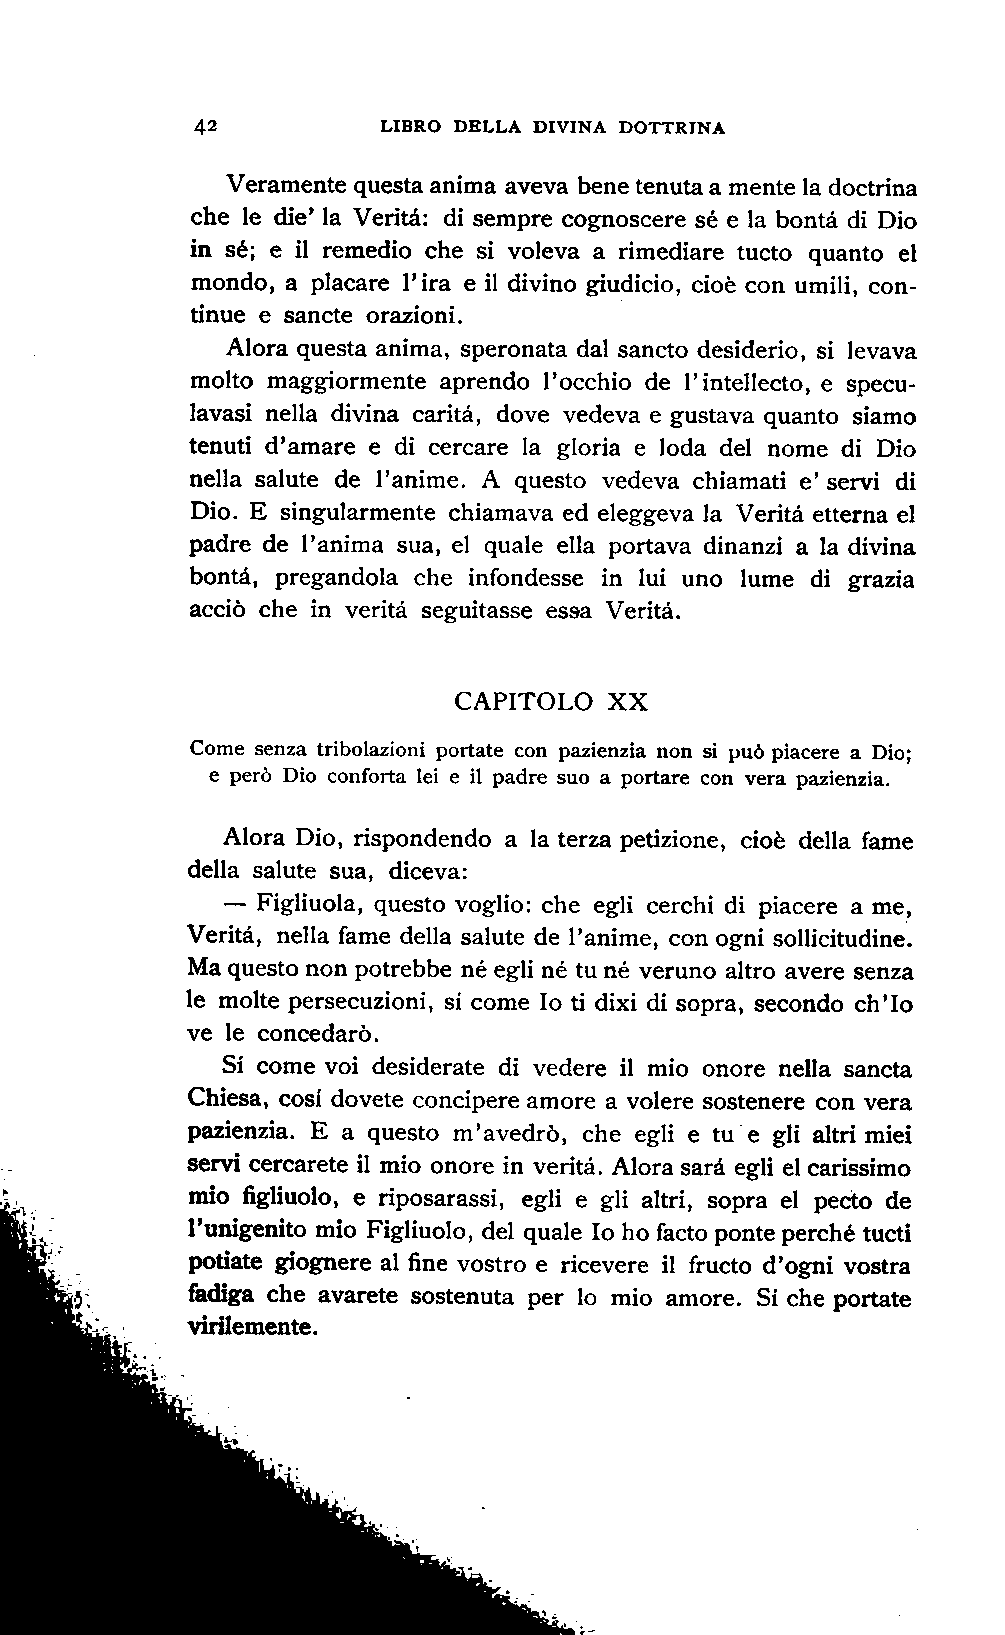 42 LIBRO DELLA DIVINA DOTTRINA
Veramente questa anima aveva bene tenuta a mente la doctrina
che le die' la Veritá: di sempre cognoscere sé e la bontá di Dio
in sé; e il remedio che si voleva a rimediare tucto quanto el
mondo, a placare l'ira e il divino giudicio, cioè con umili, con-
tinue e sancte orazioni.
Alora questa anima, speronata dal sancto desiderio, si levava
molto maggiormente aprendo l'occhio de l'intellecto, e specu-
lavasi nella divina caritá, dove vedeva e gustava quanto siamo
tenuti d'amare e di cercare la gloria e loda del nome di Dio
nella salute de l'anime. A questo vedeva chiamati e' servi di
Dio. E singularmente chiamava ed eleggeva la Veritá etterna el
padre de l'anima sua, el quale ella portava dinanzi a la divina
bontá, pregandola che infondesse in lui uno lume di grazia
acciò che in veritá seguitasse essa Veritá.
CAPITOLO XX
Come senza tribolazioni portate con pazienzia non si può piacere a Dio;
e però Dio conforta lei e il padre suo a portare con vera pazienzia.
Alora Dio, rispondendo a la terza petizione, cioè della fame
della salute sua, diceva:
— Figliuola, questo voglio: che egli cerchi di piacere a me,
Veritá, nella fame della salute de l'anime, con ogni sollicitudine.
Ma questo non potrebbe né egli né tu né veruno altro avere senza
le molte persecuzioni, sí come Io ti dixi di sopra, secondo ch'Io
ve le concedarò.
Sí come voi desiderate di vedere il mio onore nella sancta
Chiesa, cosí dovete concipere amore a volere sostenere con vera
pazienzia. E a questo m'avedrò, che egli e tu e gli altri miei
servi cercarete il mio onore in veritá. Alora sará egli el carissimo
mio figliuolo, e riposarassi, egli e gli altri, sopra el pecto de
l'unigenito mio Figliuolo, del quale Io ho facto ponte perché tucti
potiate giognere al fine vostro e ricevere il fructo d'ogni vostra
fadiga che avarete sostenuta per lo mio amore. Sí che portate
virilemente.